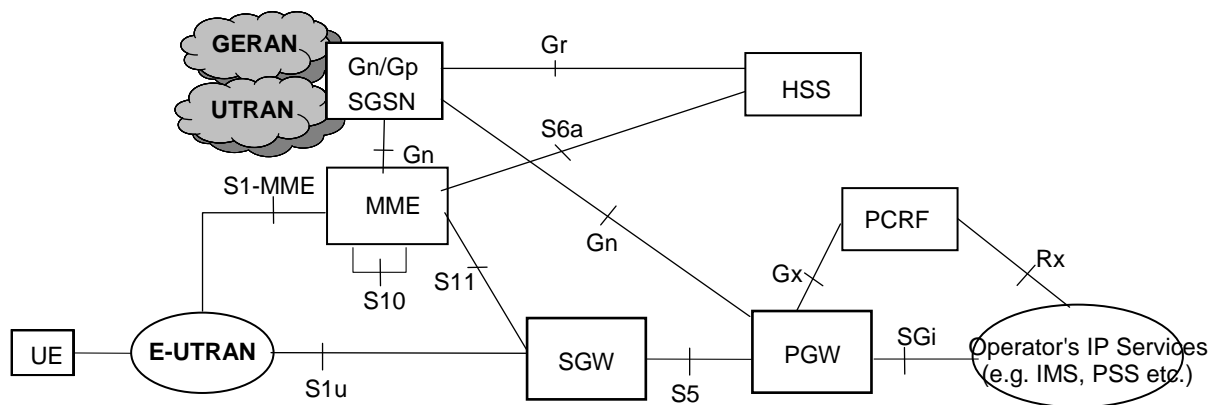 GERAN
Gr
Gn/Gp
SGSN
HSS
UTRAN
S6a
Gn
S1-MME
MME
PCRF
Gn
Gx
Rx
S11
S10
UE
E-UTRAN
SGW
PGW
SGi
Operator's IP Services
(e.g. IMS, PSS etc.)
S1u
S5